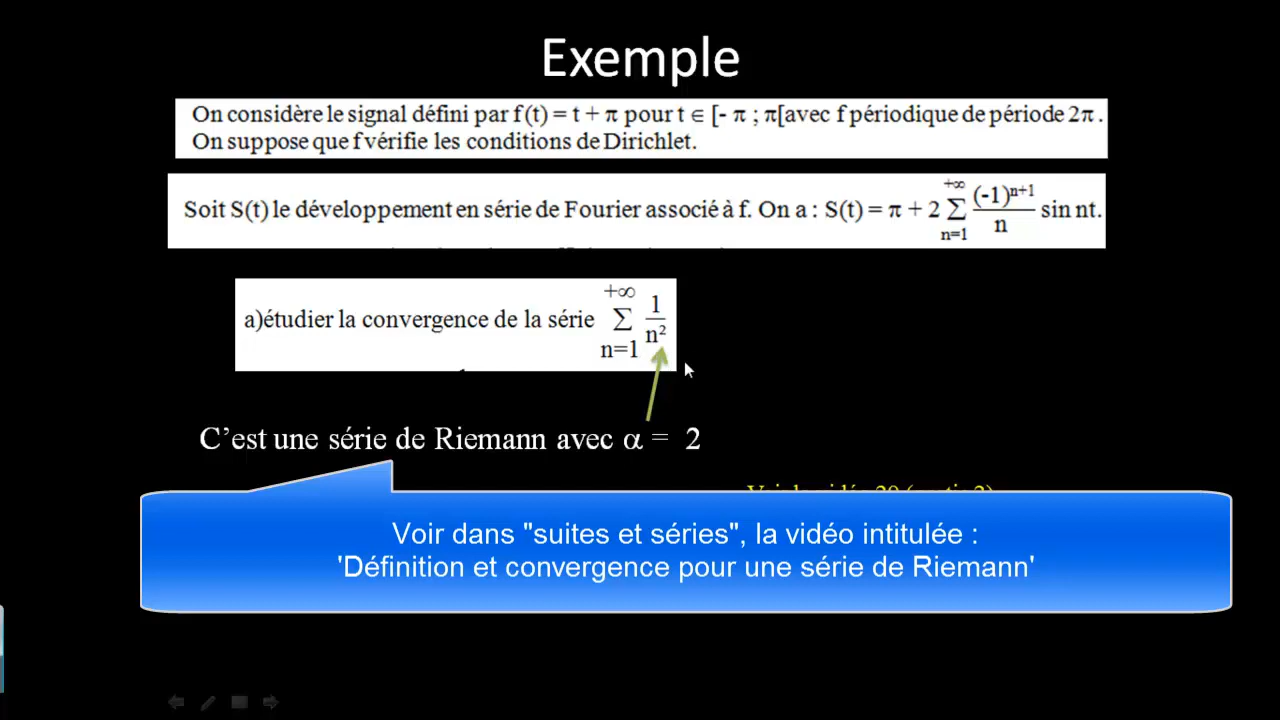 Exemple
On considère le signal défini par f (t) = t + π pour t ∈ [- π ; π[avec f périodique de période 2π .
On suppose que f vérifie les conditions de Dirichlet.
Soit S(t) le développement en série de Fourier associé à f. On a : S(t) = π + 2 +∞ Σ n=1 (-1)ⁿ⁺¹ / n sin nt.
a)étudier la convergence de la série +∞ Σ n=1 1 / n²
C'est une série de Riemann avec α = 2
Voir dans "suites et séries", la vidéo intitulée :
'Définition et convergence pour une série de Riemann'